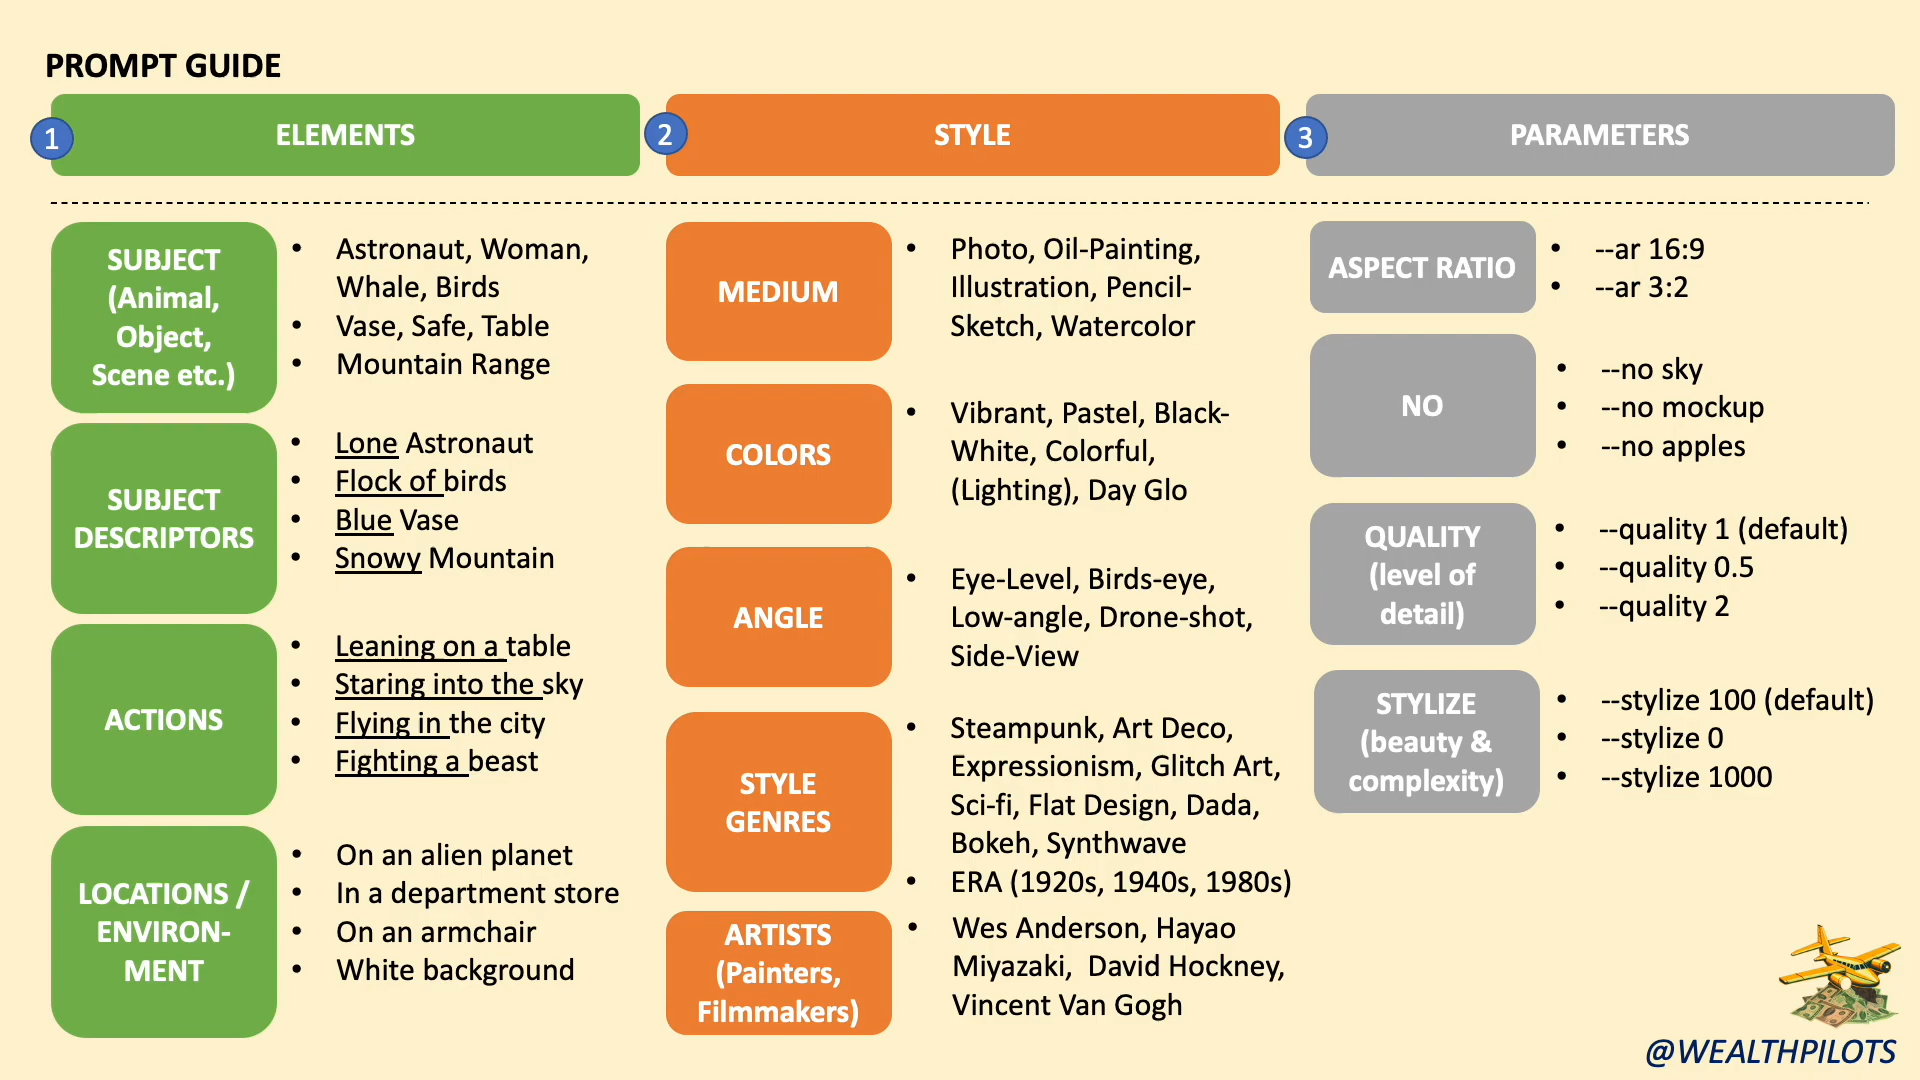 PROMPT GUIDE
1
ELEMENTS
2
STYLE
3
PARAMETERS
SUBJECT
(Animal,
Object,
Scene etc.)
• Astronaut, Woman,
Whale, Birds
• Vase, Safe, Table
• Mountain Range
SUBJECT
DESCRIPTORS
• Lone Astronaut
• Flock of birds
• Blue Vase
• Snowy Mountain
ACTIONS
• Leaning on a table
• Staring into the sky
• Flying in the city
• Fighting a beast
LOCATIONS /
ENVIRON-
MENT
• On an alien planet
• In a department store
• On an armchair
• White background
MEDIUM
• Photo, Oil-Painting,
Illustration, Pencil-
Sketch, Watercolor
COLORS
• Vibrant, Pastel, Black-
White, Colorful,
(Lighting), Day Glo
ANGLE
• Eye-Level, Birds-eye,
Low-angle, Drone-shot,
Side-View
STYLE
GENRES
• Steampunk, Art Deco,
Expressionism, Glitch Art,
Sci-fi, Flat Design, Dada,
Bokeh, Synthwave
• ERA (1920s, 1940s, 1980s)
ARTISTS
(Painters,
Filmmakers)
• Wes Anderson, Hayao
Miyazaki, David Hockney,
Vincent Van Gogh
ASPECT RATIO
• --ar 16:9
• --ar 3:2
NO
• --no sky
• --no mockup
• --no apples
QUALITY
(level of
detail)
• --quality 1 (default)
• --quality 0.5
• --quality 2
STYLIZE
(beauty &
complexity)
• --stylize 100 (default)
• --stylize 0
• --stylize 1000
@WEALTHPILOTS